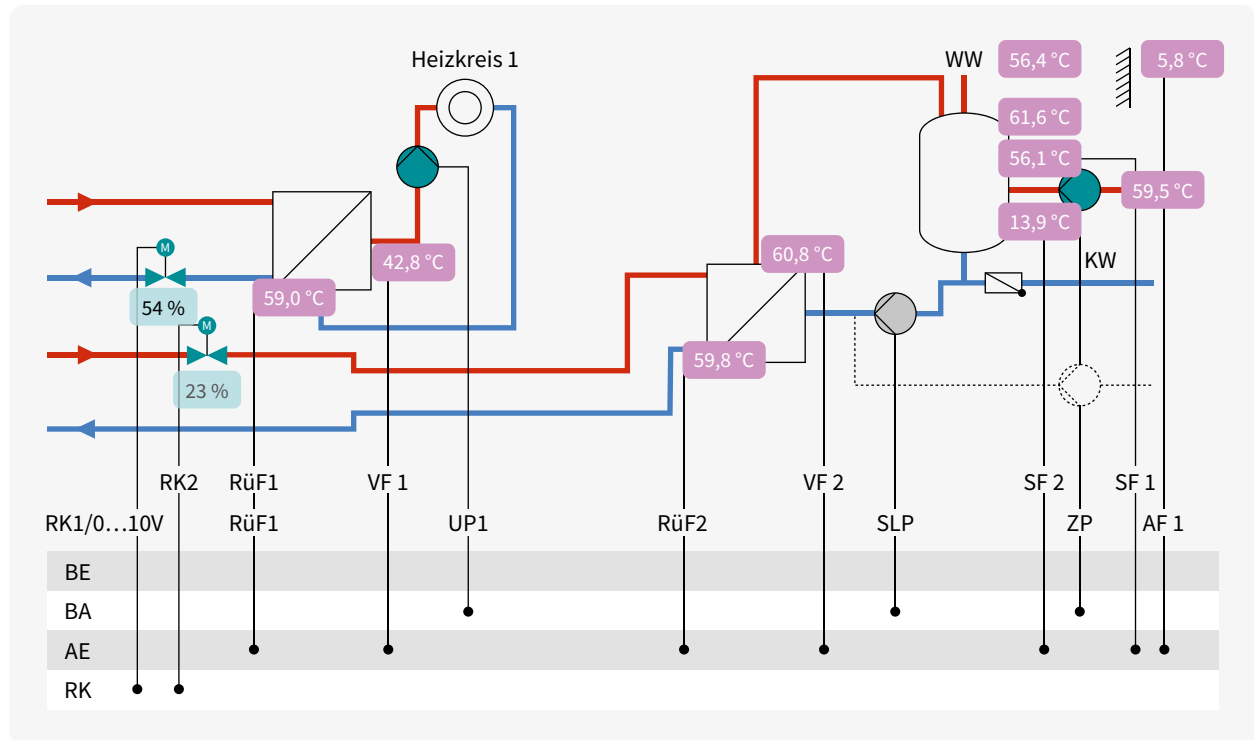 Heizkreis 1
WW
56,4 °C
5,8 °C
61,6 °C
56,1 °C
59,5 °C
13,9 °C
M
42,8 °C
60,8 °C
KW
59,0 °C
54 %
M
59,8 °C
23 %
RK2
RüF1
VF 1
VF 2
SF 2
SF 1
RK1/0...10V
RüF1
UP1
RüF2
SLP
ZP
AF 1
BE
BA
AE
RK